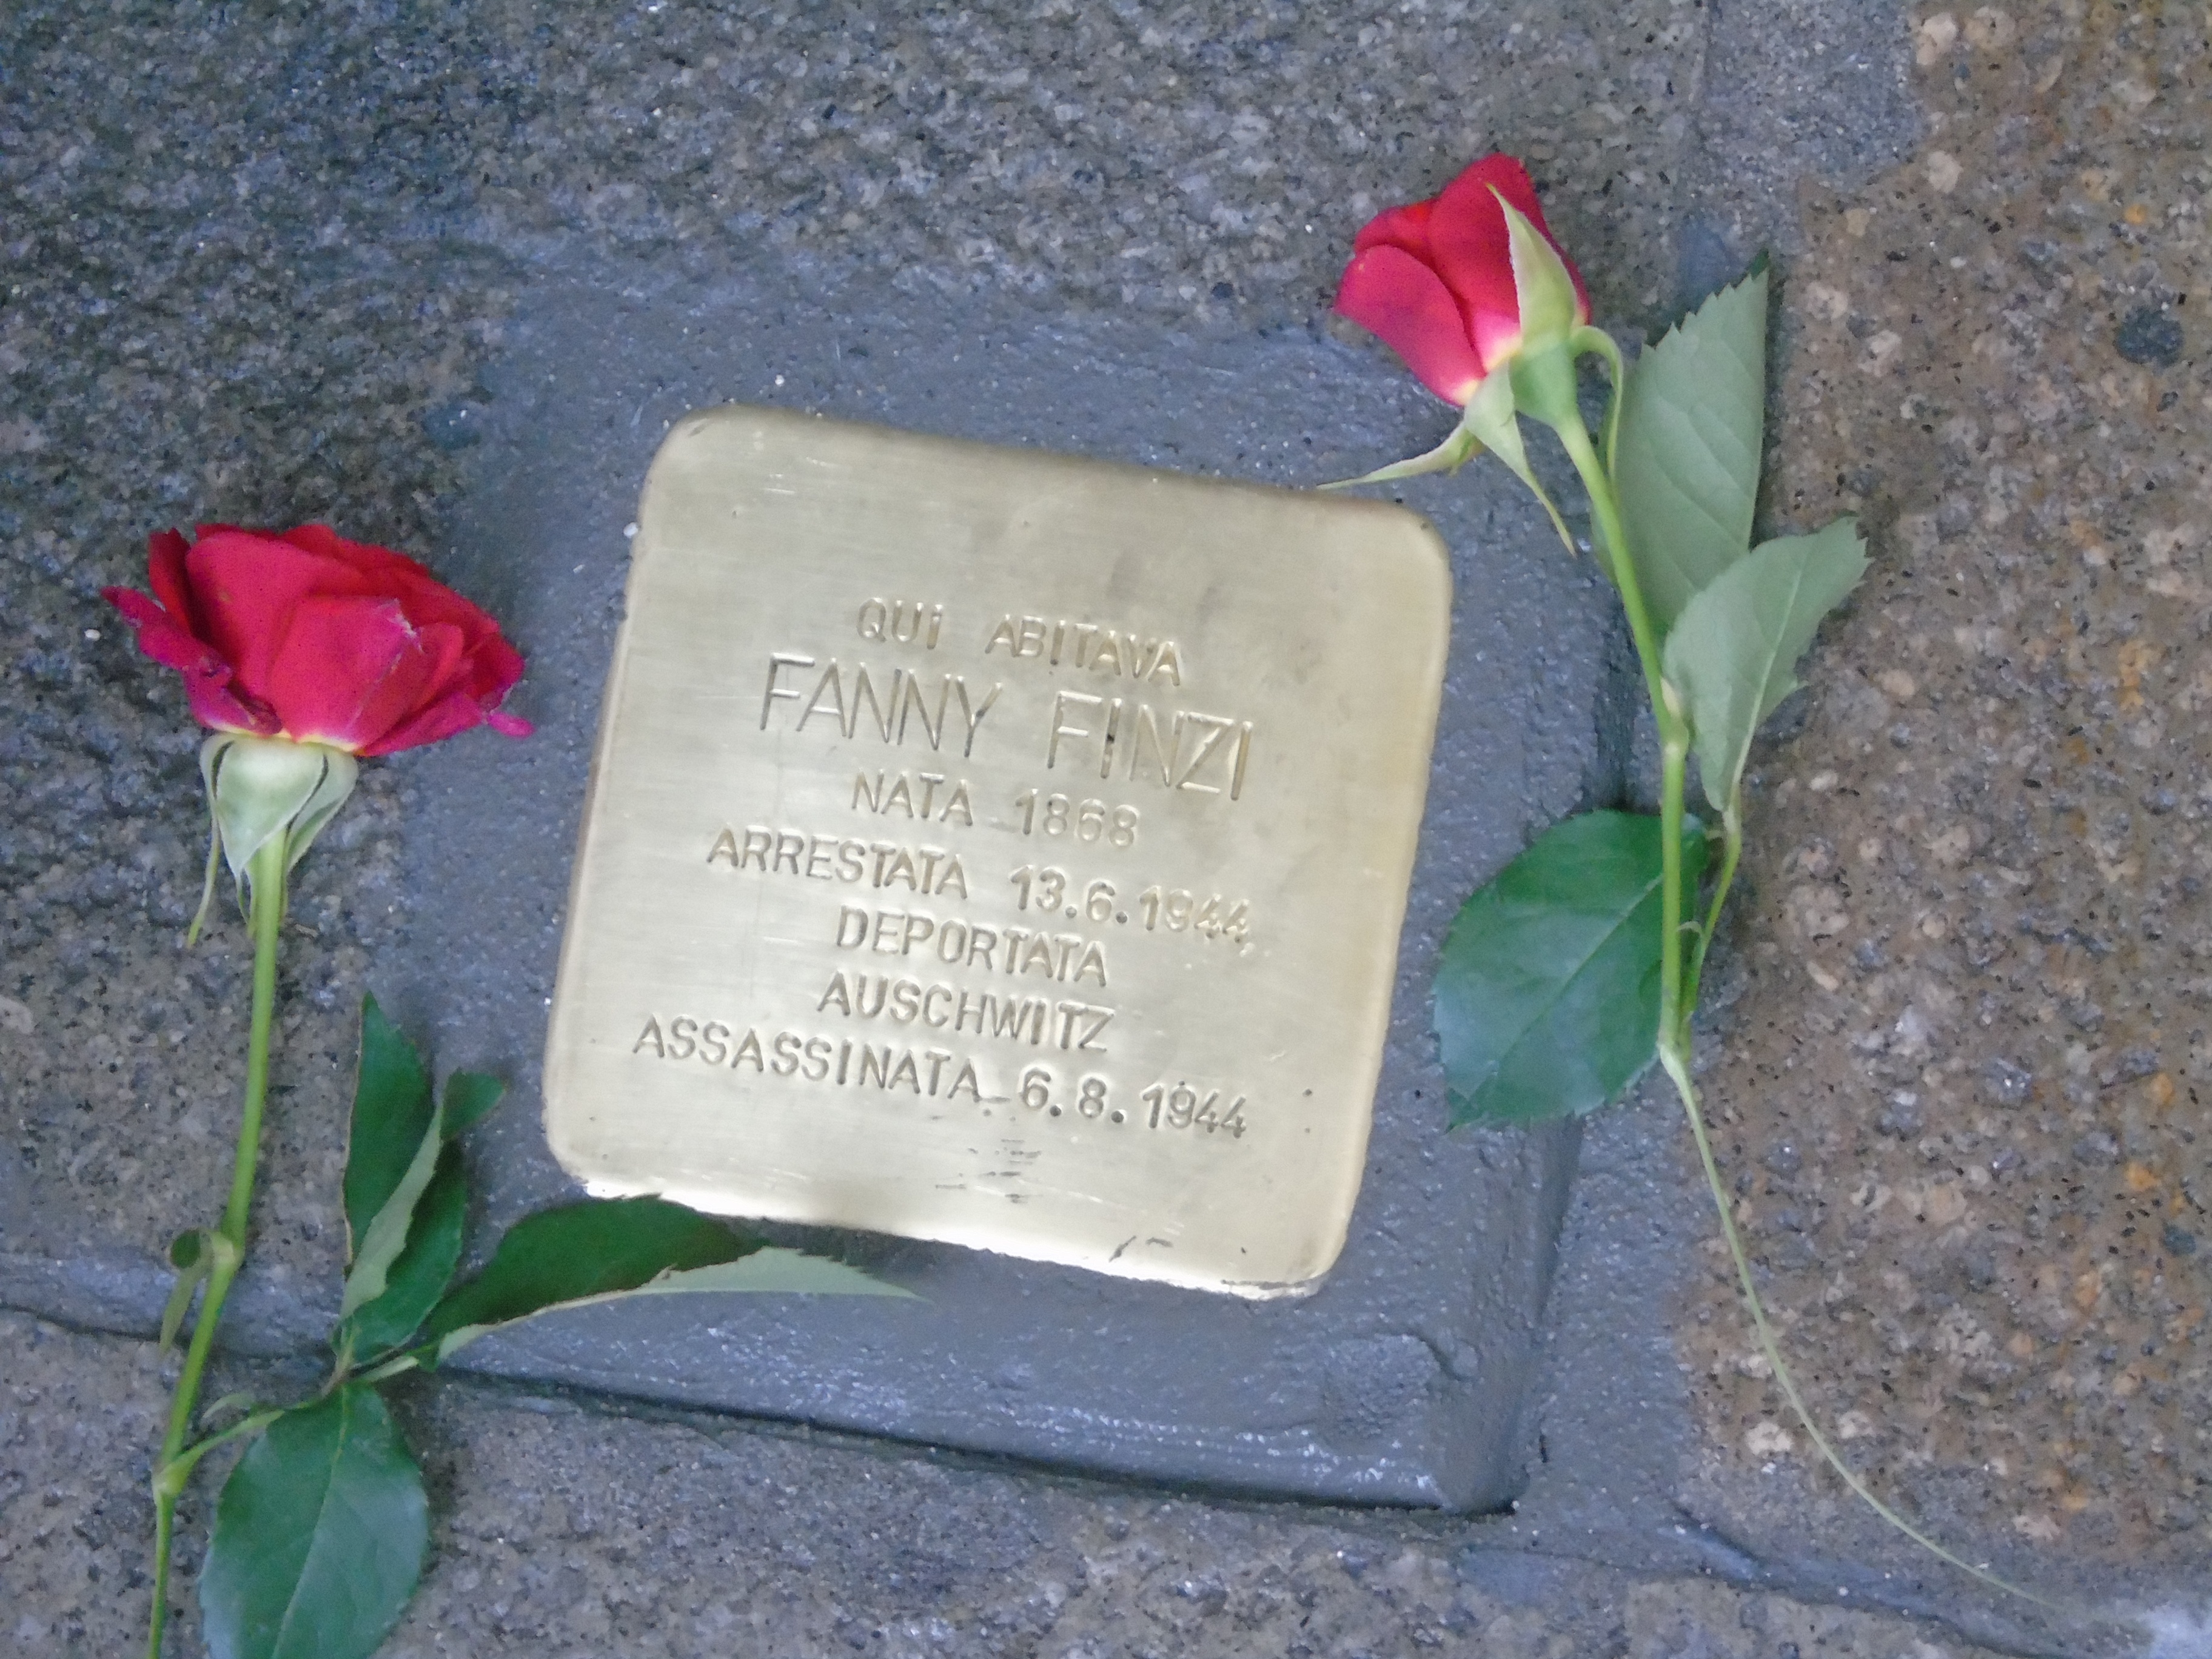 QUI ABITAVA
FANNY FINZI
NATA 1868
ARRESTATA 13.6.1944
DEPORTATA
AUSCHWITZ
ASSASSINATA 6.8.1944